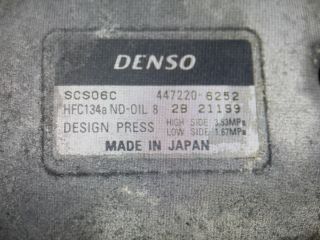 DENSO
SCS06C 447220-6252
HFC134a ND-OIL 8 2B 21199
DESIGN PRESS HIGH SIDE 3.53MPa
LOW SIDE 1.67MPa
MADE IN JAPAN